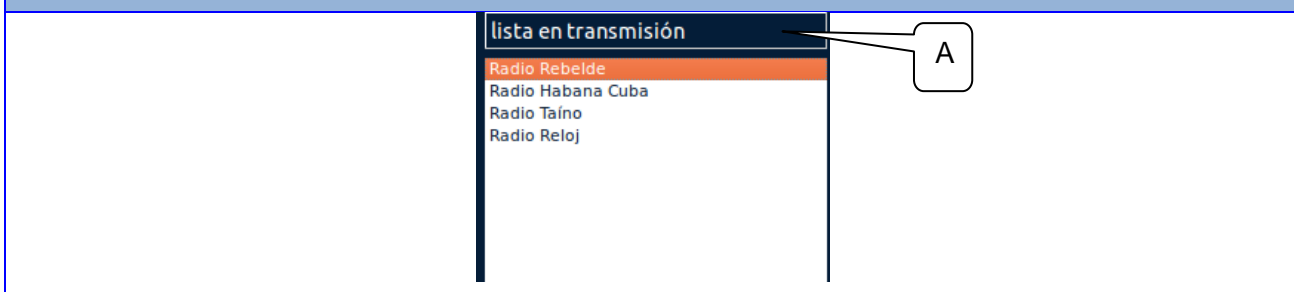 lista en transmisión
A
Radio Rebelde
Radio Habana Cuba
Radio Taíno
Radio Reloj